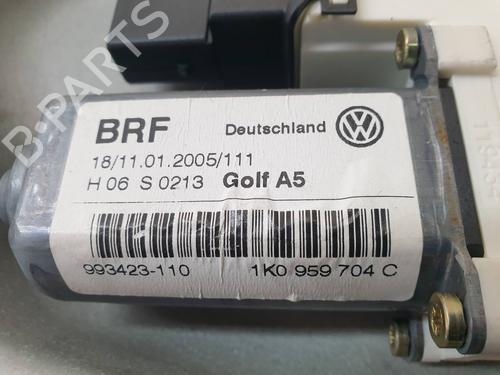 B-PARTS
BRF Deutschland
18/11.01.2005/111
H 06 S 0213 Golf A5
993423-110 1K0 959 704 C